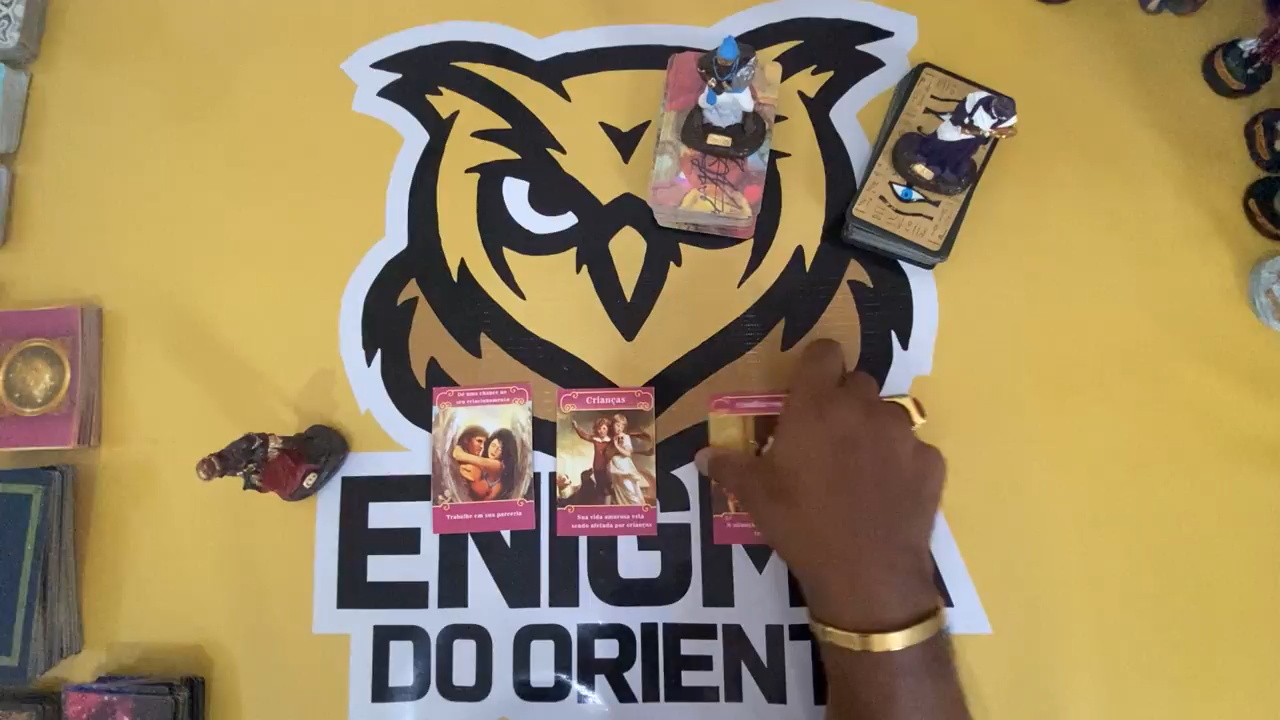 Dê uma chance ao
seu relacionamento
Trabalhe em sua parceria
Crianças
Sua vida amorosa está
sendo afetada por crianças
ENIGM
DO ORIENT